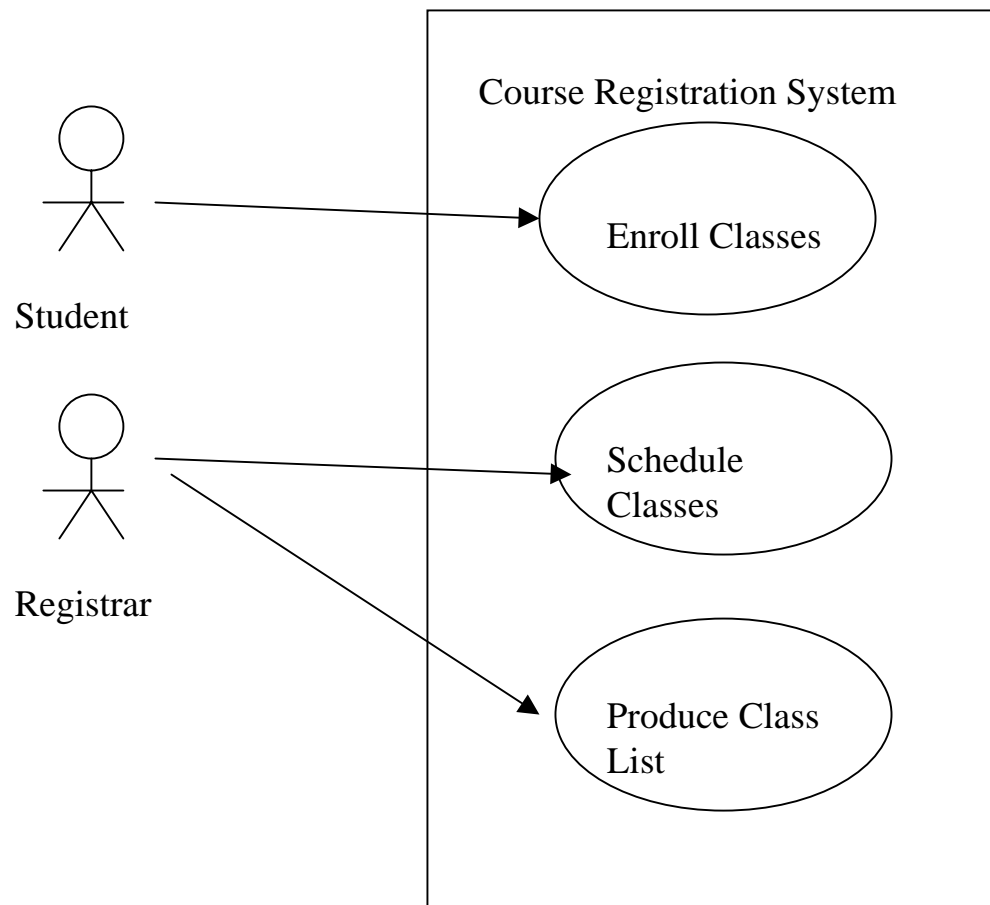 Course Registration System
Enroll Classes
Student
Schedule
Classes
Registrar
Produce Class
List